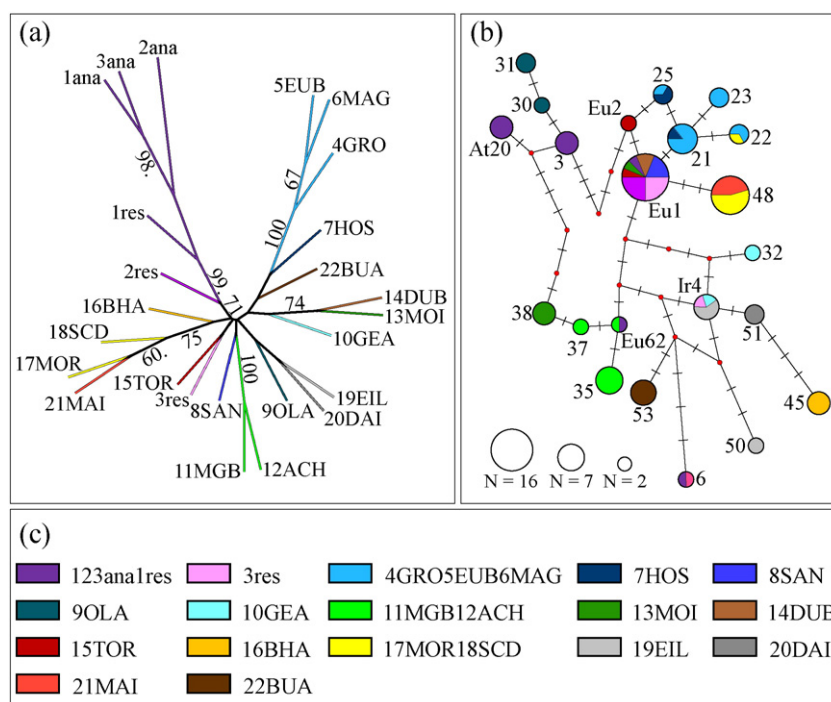 (a)
2ana
3ana
1ana
98.
1res
2res
99.
71
16BHA
18SCD
75
60.
17MOR
21MAI
15TOR
3res
8SAN
100
11MGB
12ACH
9OLA
20DAI
19EIL
10GEA
13MOI
14DUB
74
22BUA
7HOS
100
67
4GRO
6MAG
5EUB
(b)
31
30
At20
3
Eu2
25
23
22
21
Eu1
48
32
Ir4
38
37
Eu62
51
35
53
45
50
6
N = 16
N = 7
N = 2
(c)
123ana1res 3res 4GRO5EUB6MAG 7HOS 8SAN
9OLA 10GEA 11MGB12ACH 13MOI 14DUB
15TOR 16BHA 17MOR18SCD 19EIL 20DAI
21MAI 22BUA